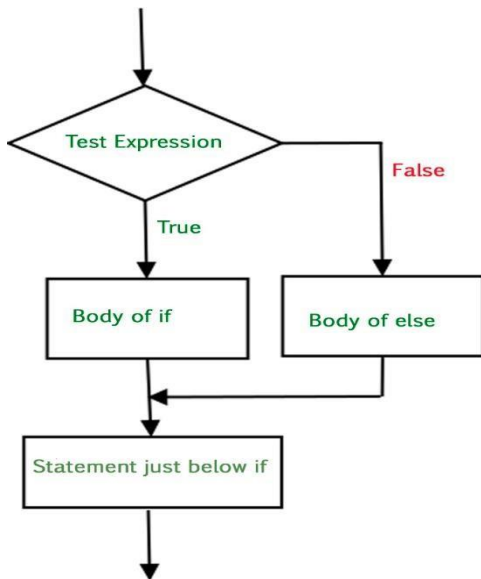 Test Expression
False
True
Body of if
Body of else
Statement just below if